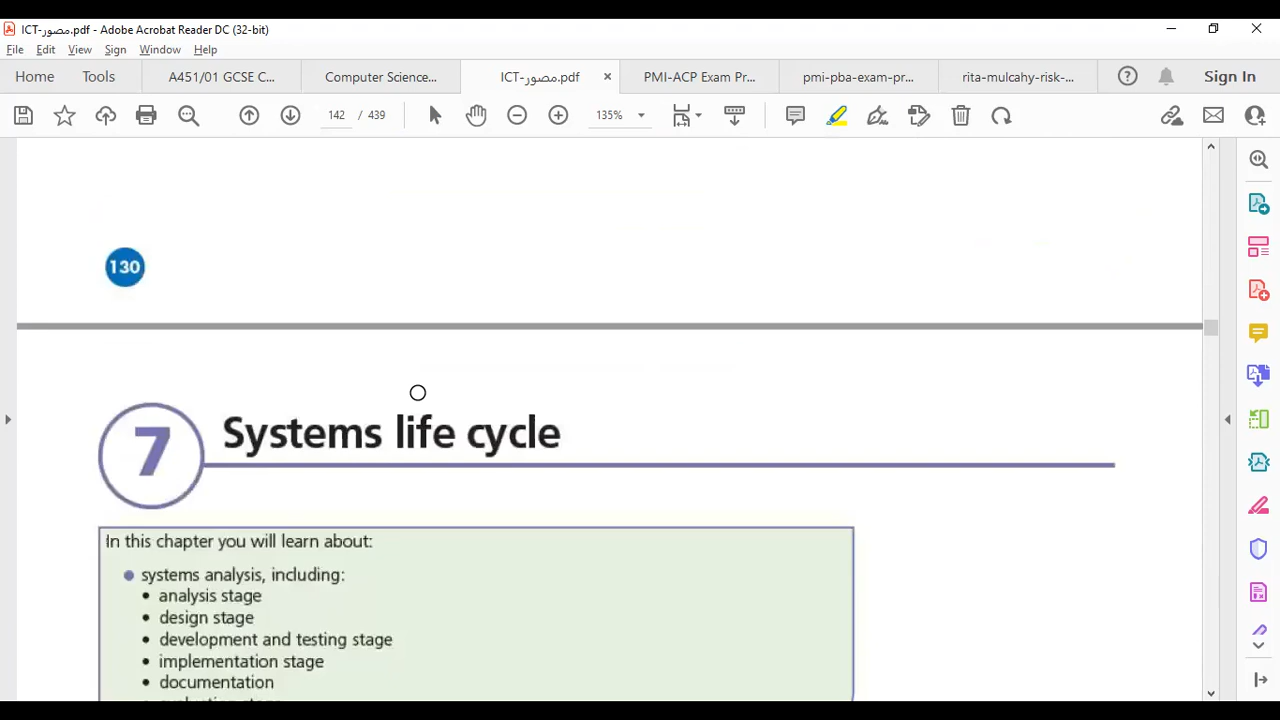 ICT-مصور.pdf - Adobe Acrobat Reader DC (32-bit)
File Edit View Sign Window Help
Home Tools A451/01 GCSE C... Computer Science... ICT-مصور.pdf PMI-ACP Exam Pr... pmi-pba-exam-pr... rita-mulcahy-risk-... Sign In
142 / 439 135%
130
7 Systems life cycle
In this chapter you will learn about:
systems analysis, including:
• analysis stage
• design stage
• development and testing stage
• implementation stage
• documentation